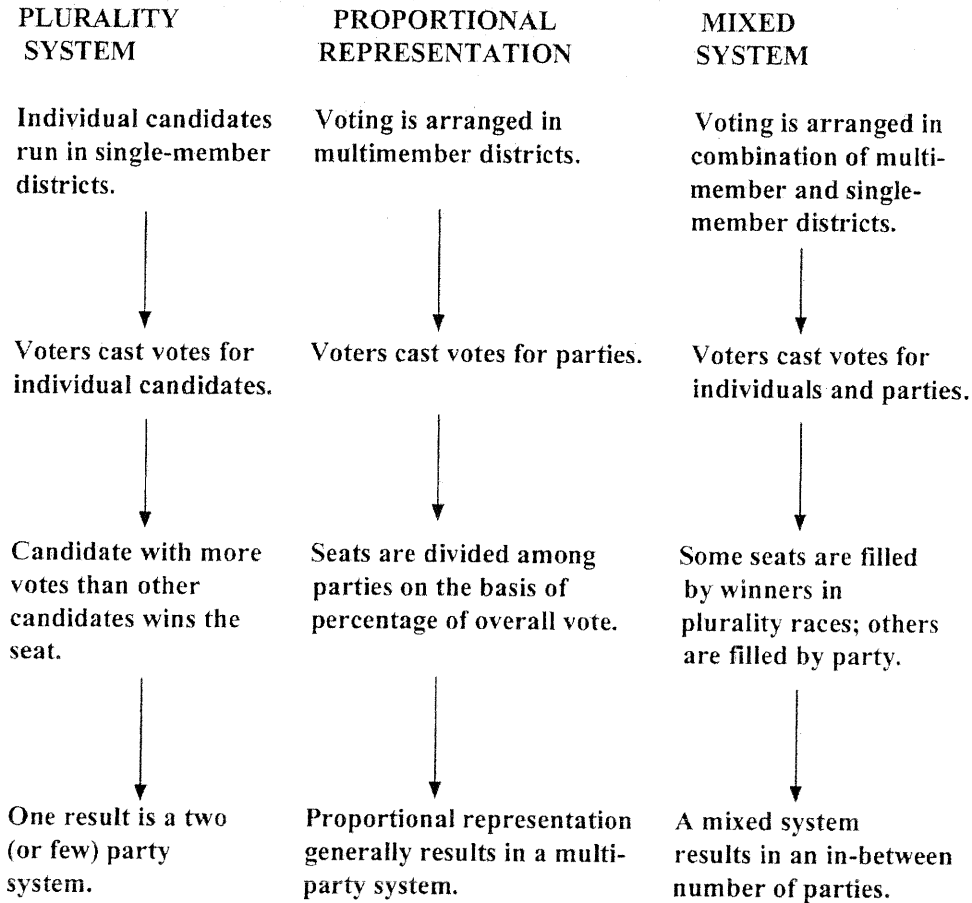 PLURALITY
SYSTEM
PROPORTIONAL
REPRESENTATION
MIXED
SYSTEM
Individual candidates
run in single-member
districts.
Voting is arranged in
multimember districts.
Voting is arranged in
combination of multi-
member and single-
member districts.
Voters cast votes for
individual candidates.
Voters cast votes for parties.
Voters cast votes for
individuals and parties.
Candidate with more
votes than other
candidates wins the
seat.
Seats are divided among
parties on the basis of
percentage of overall vote.
Some seats are filled
by winners in
plurality races; others
are filled by party.
One result is a two
(or few) party
system.
Proportional representation
generally results in a multi-
party system.
A mixed system
results in an in-between
number of parties.